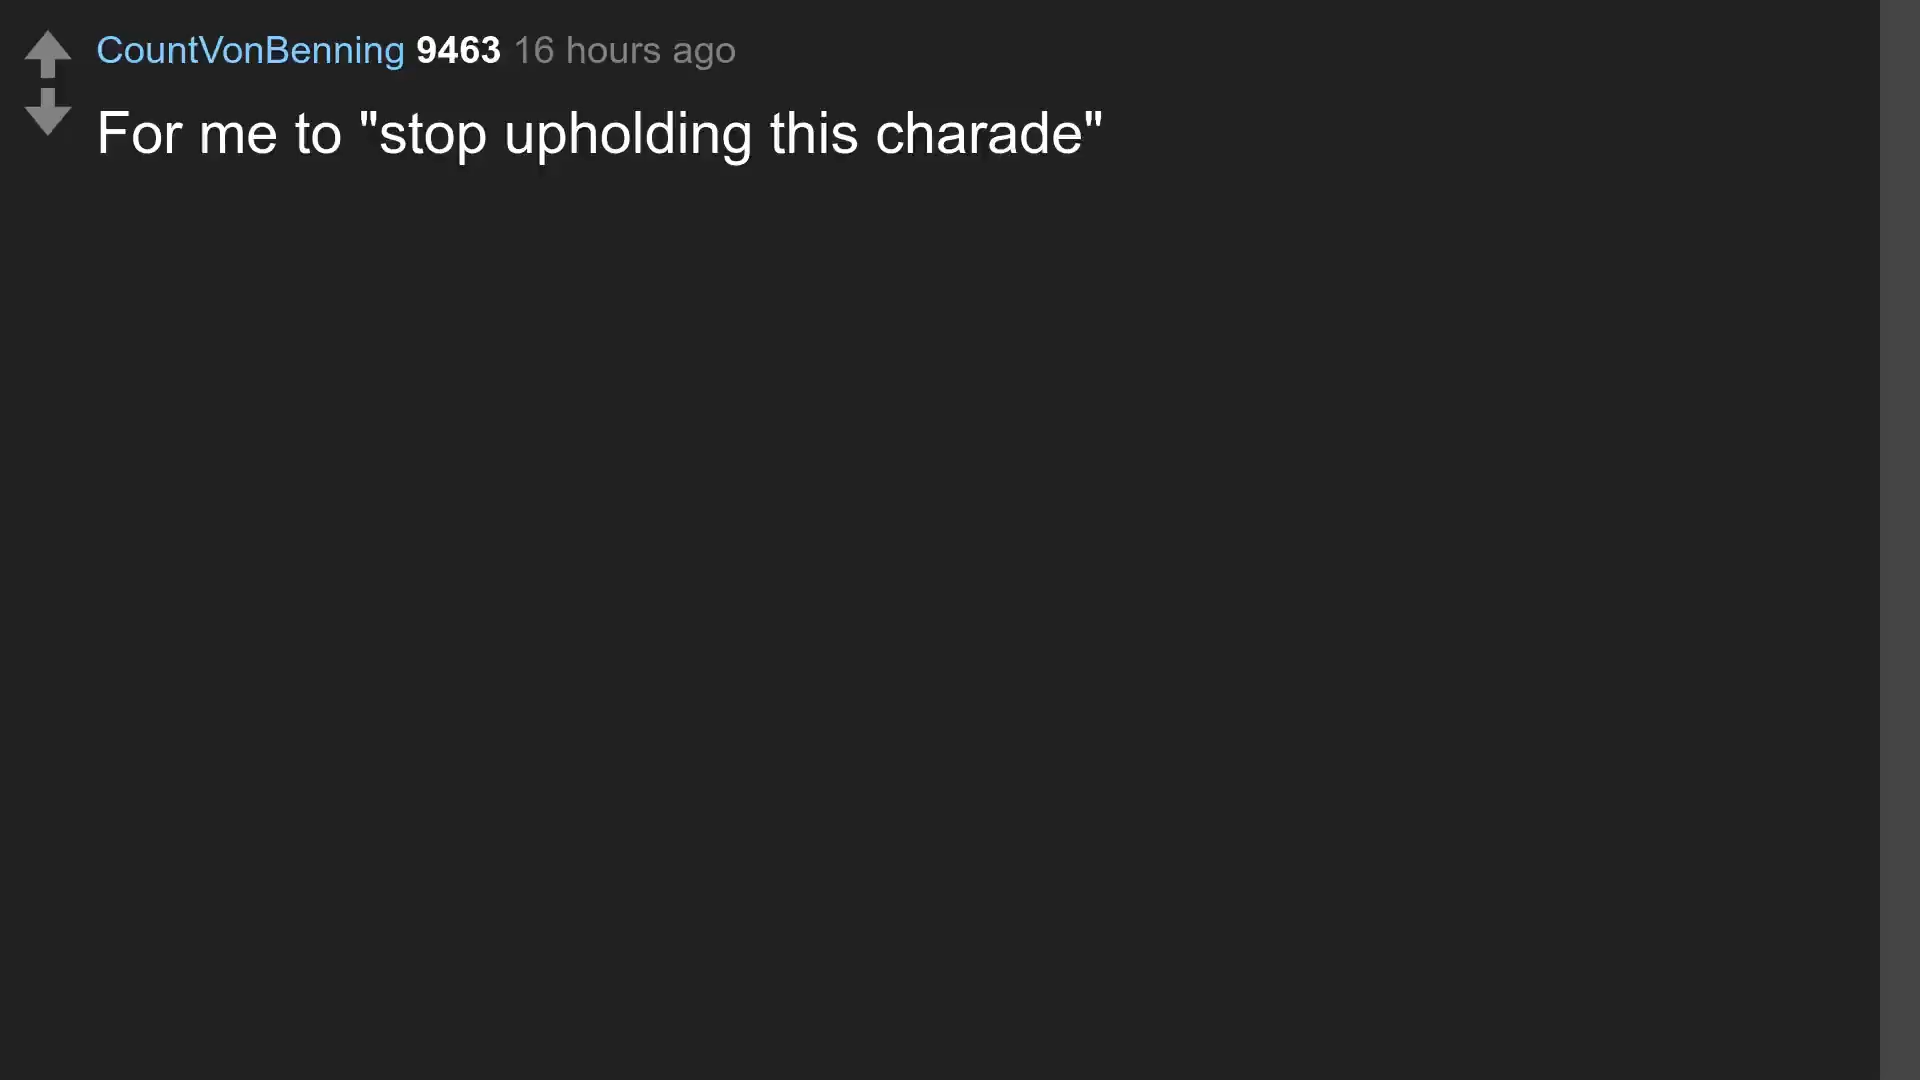 CountVonBenning 9463 16 hours ago
For me to "stop upholding this charade"